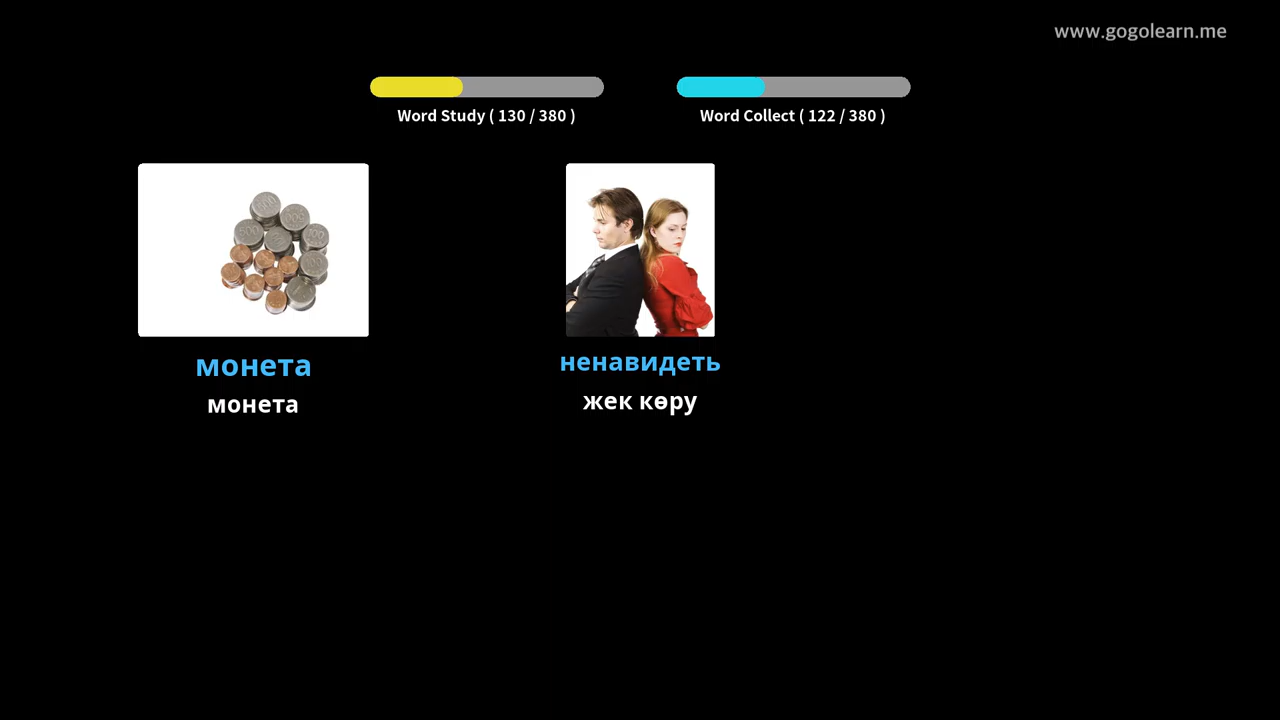 www.gogolearn.me
Word Study ( 130 / 380 )
Word Collect ( 122 / 380 )
монета
монета
ненавидеть
жек көру